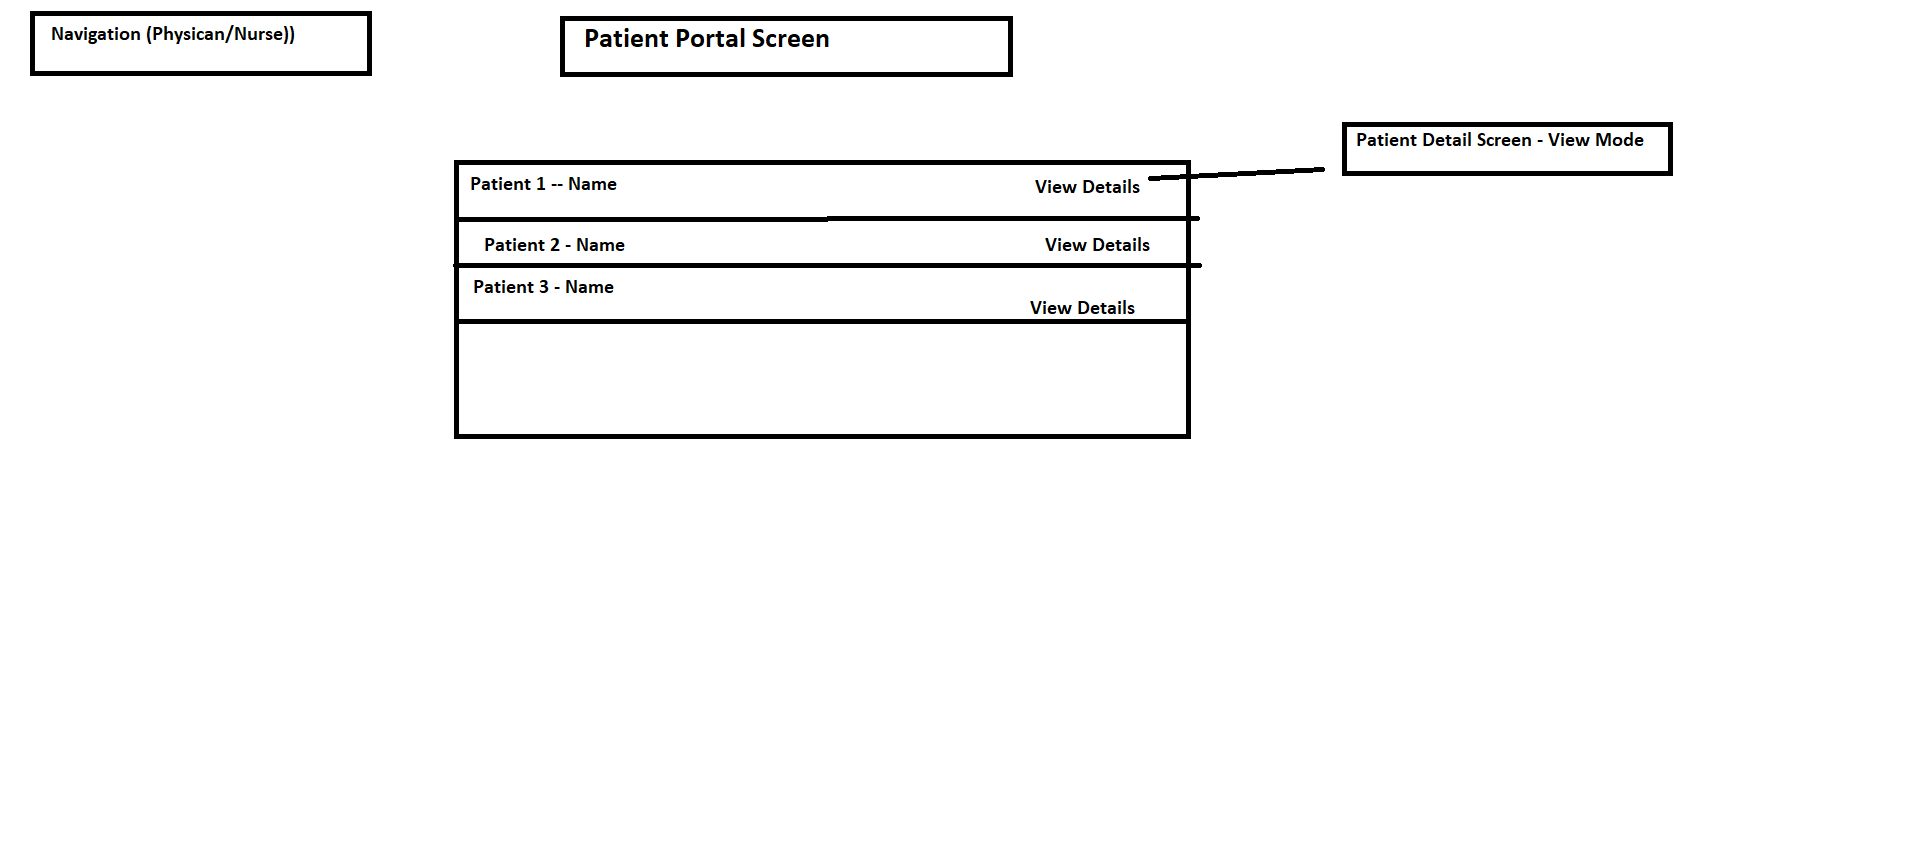 Navigation (Physican/Nurse))
Patient Portal Screen
Patient Detail Screen - View Mode
Patient 1 -- Name
View Details
Patient 2 - Name
View Details
Patient 3 - Name
View Details